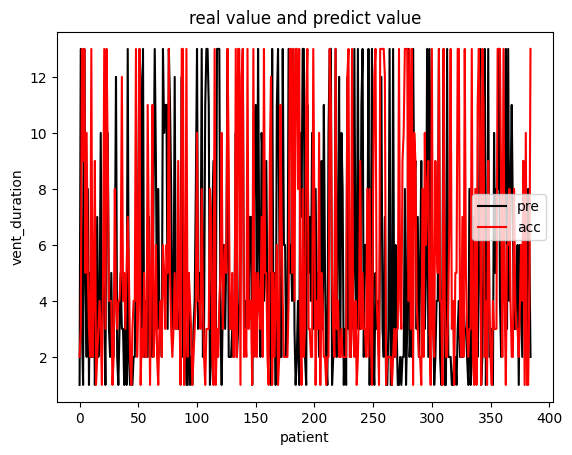 real value and predict value
vent_duration
12
10
8
6
4
2
pre
acc
0 50 100 150 200 250 300 350 400
patient